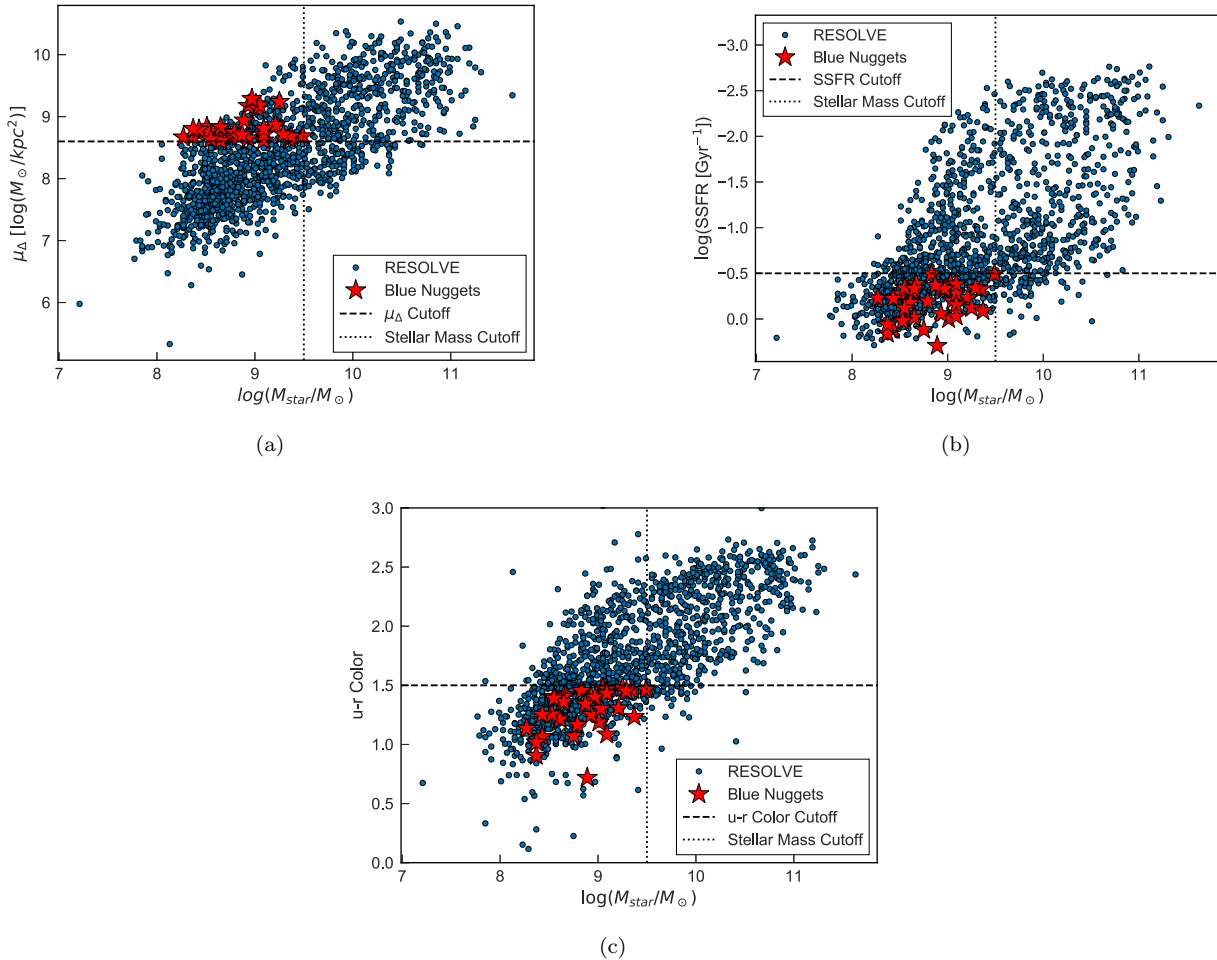 10
9
8
7
6
μ_Δ [log(M_⊙/kpc²)]
RESOLVE
Blue Nuggets
μ_Δ Cutoff
Stellar Mass Cutoff
7 8 9 10 11
log(M_star/M_⊙)
(a)
−3.0
−2.5
−2.0
−1.5
−1.0
−0.5
0.0
log(SSFR [Gyr⁻¹])
RESOLVE
Blue Nuggets
SSFR Cutoff
Stellar Mass Cutoff
7 8 9 10 11
log(M_star/M_⊙)
(b)
3.0
2.5
2.0
1.5
1.0
0.5
0.0
u-r Color
RESOLVE
Blue Nuggets
u-r Color Cutoff
Stellar Mass Cutoff
7 8 9 10 11
log(M_star/M_⊙)
(c)